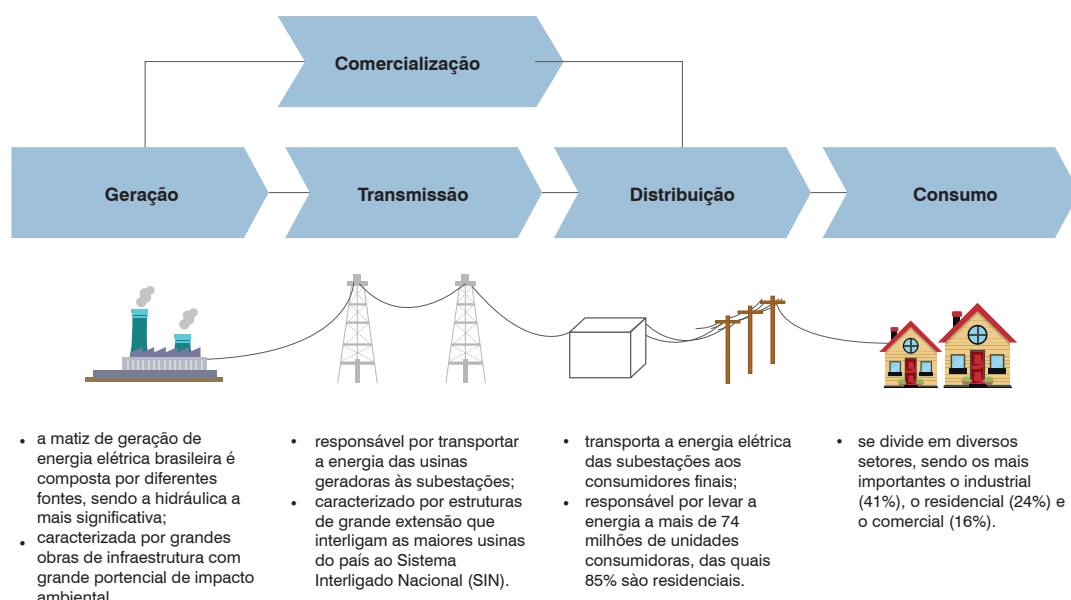 Comercialização
Geração
Transmissão
Distribuição
Consumo
• a matiz de geração de
energia elétrica brasileira é
composta por diferentes
fontes, sendo a hidráulica a
mais significativa;
• caracterizada por grandes
obras de infraestrutura com
grande portencial de impacto
ambiental
• responsável por transportar
a energia das usinas
geradoras às subestações;
• caracterizado por estruturas
de grande extensão que
interligam as maiores usinas
do país ao Sistema
Interligado Nacional (SIN).
• transporta a energia elétrica
das subestações aos
consumidores finais;
• responsável por levar a
energia a mais de 74
milhões de unidades
consumidoras, das quais
85% sào residenciais.
• se divide em diversos
setores, sendo os mais
importantes o industrial
(41%), o residencial (24%) e
o comercial (16%).